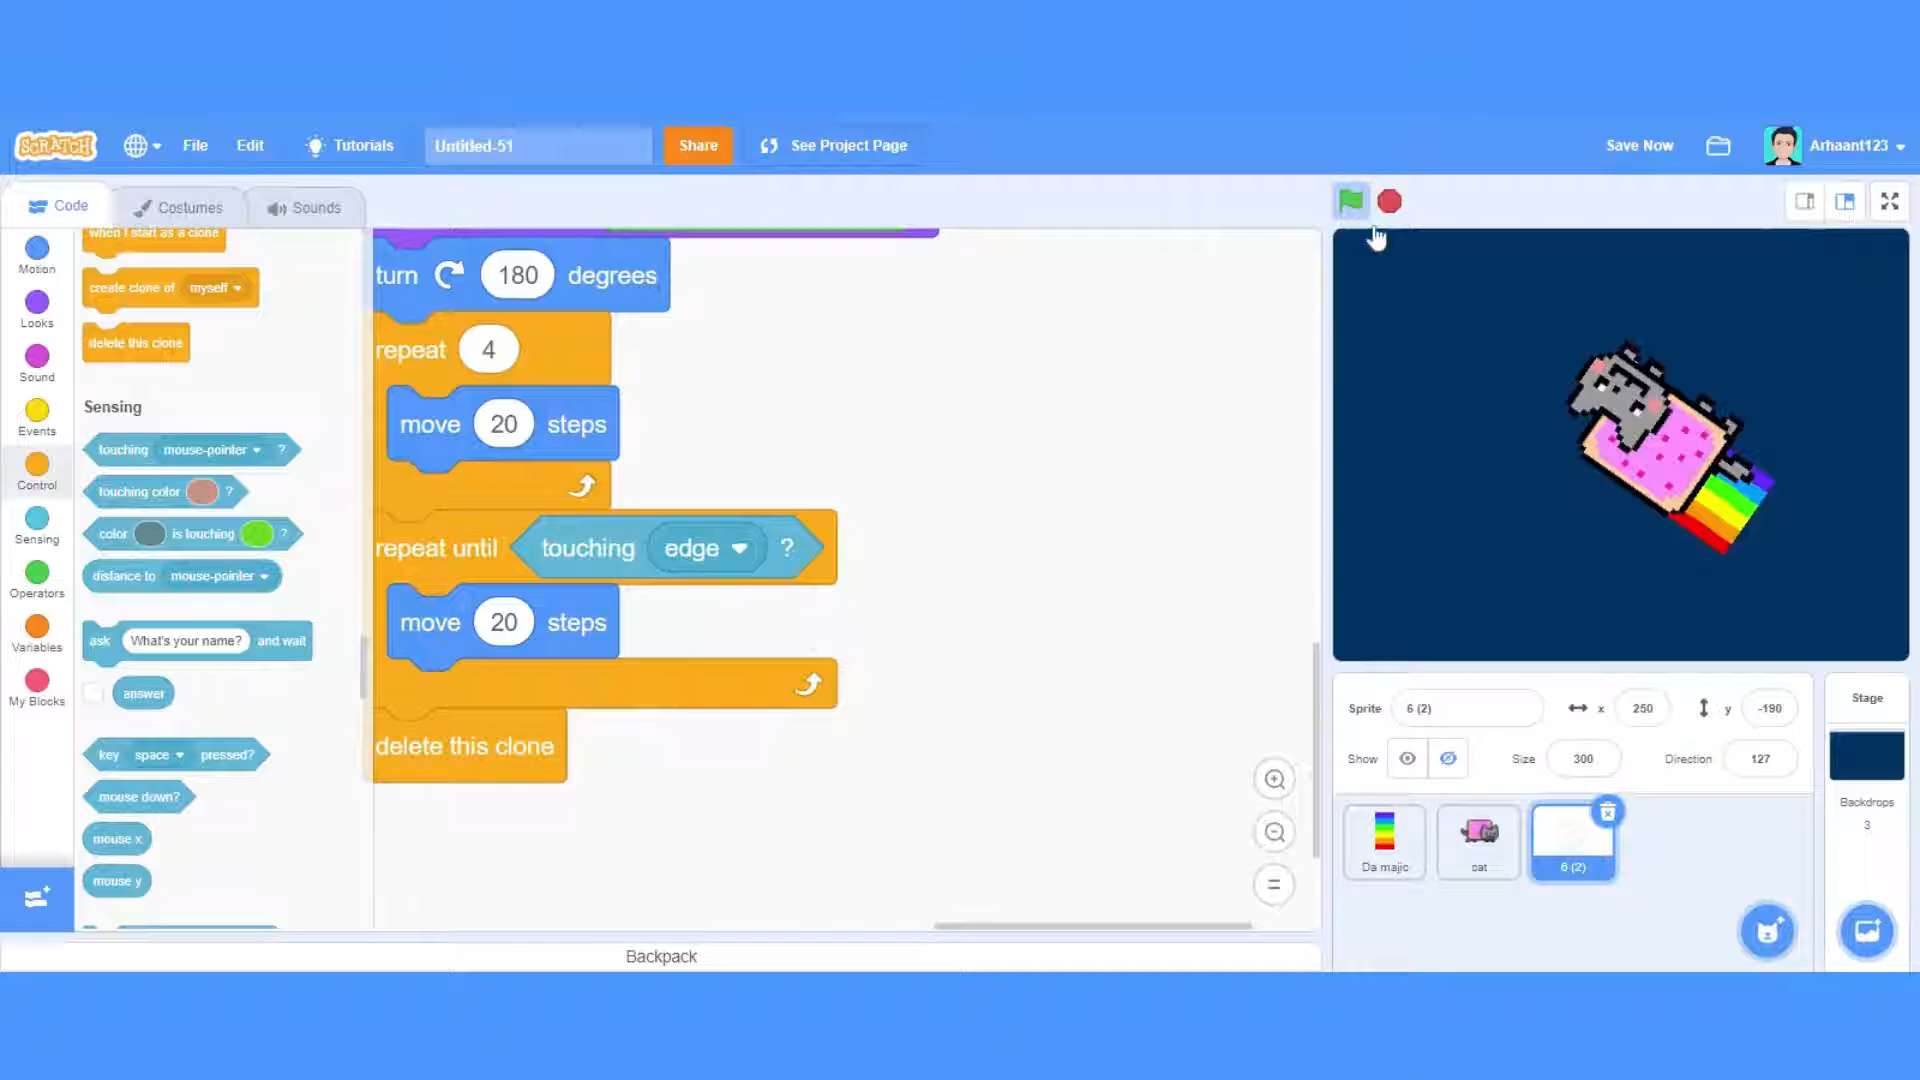 SCRATCH File Edit Tutorials Untitled-51 Share See Project Page Save Now Arhaant123
Code Costumes Sounds
Motion
Looks
Sound
Events
Control
Sensing
Operators
Variables
My Blocks
when I start as a clone
create clone of myself
delete this clone
Sensing
touching mouse-pointer ?
touching color ?
color is touching ?
distance to mouse-pointer
ask What's your name? and wait
answer
key space pressed?
mouse down?
mouse x
mouse y
turn 180 degrees
repeat 4
move 20 steps
repeat until touching edge ?
move 20 steps
delete this clone
Backpack
Sprite 6 (2) x 250 y -190
Show Size 300 Direction 127
Da majic cat 6 (2)
Stage
Backdrops
3